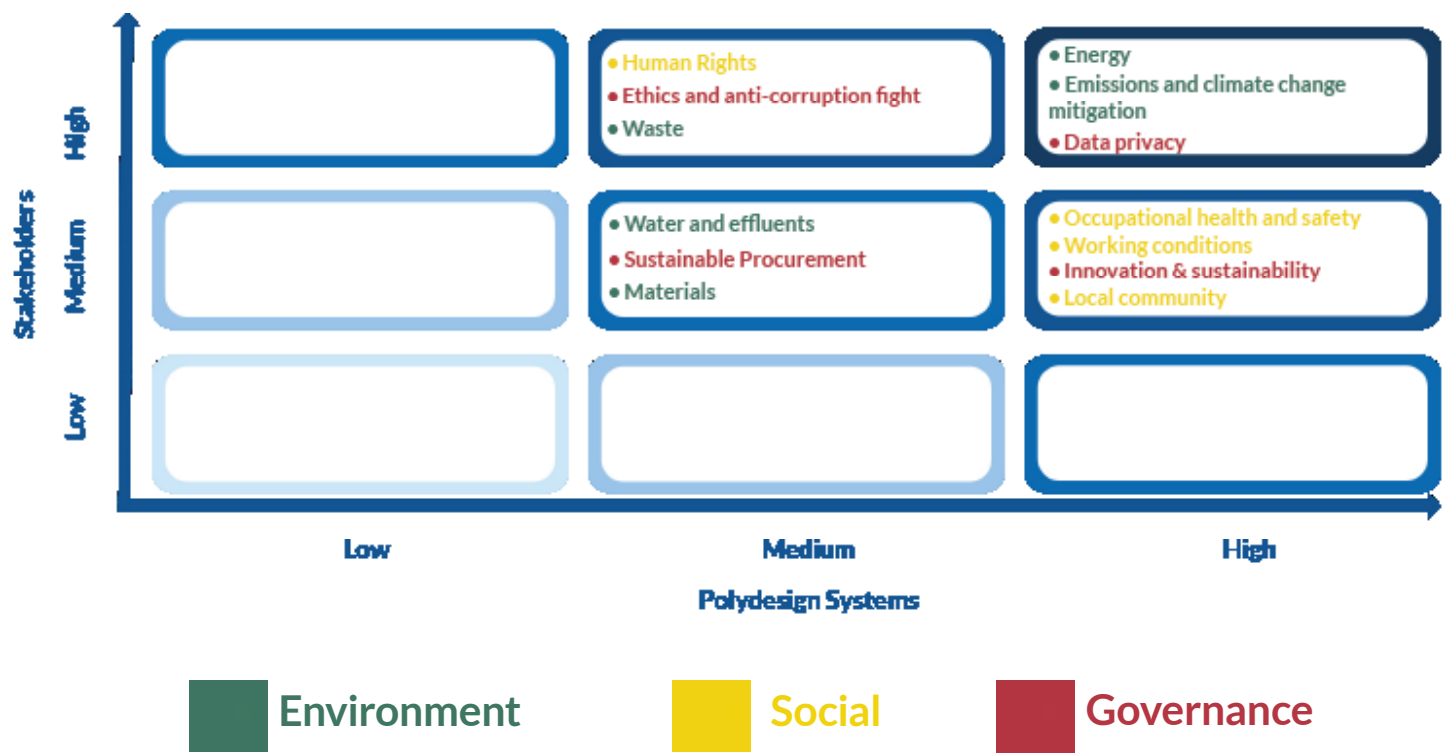 Stakeholders
High
Medium
Low
• Human Rights
• Ethics and anti-corruption fight
• Waste
• Energy
• Emissions and climate change
mitigation
• Data privacy
• Water and effluents
• Sustainable Procurement
• Materials
• Occupational health and safety
• Working conditions
• Innovation & sustainability
• Local community
Low
Medium
High
Polydesign Systems
Environment
Social
Governance